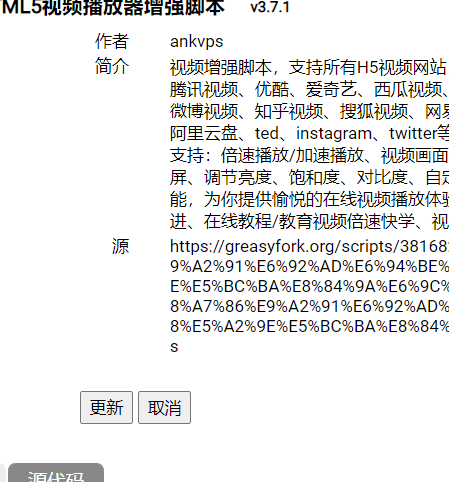 ML5视频播放器增强脚本 v3.7.1
作者 ankvps
简介 视频增强脚本，支持所有H5视频网站
腾讯视频、优酷、爱奇艺、西瓜视频、
微博视频、知乎视频、搜狐视频、网易
阿里云盘、ted、instagram、twitter等
支持：倍速播放/加速播放、视频画面
屏、调节亮度、饱和度、对比度、自定
能，为你提供愉悦的在线视频播放体验
进、在线教程/教育视频倍速快学、视
源 https://greasyfork.org/scripts/38168
9%A2%91%E6%92%AD%E6%94%BE%
E%E5%BC%BA%E8%84%9A%E6%9C%
8%A7%86%E9%A2%91%E6%92%AD%
8%E5%A2%9E%E5%BC%BA%E8%84%
s
更新 取消
源代码